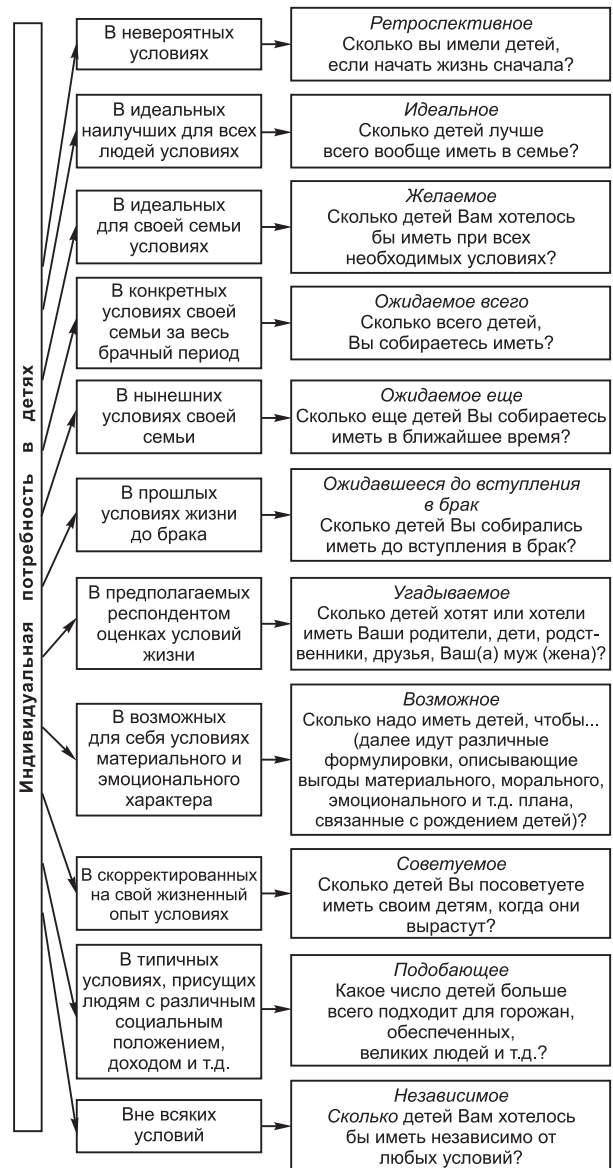 Индивидуальная потребность в детях
В невероятных
условиях
Ретроспективное
Сколько вы имели детей,
если начать жизнь сначала?
В идеальных
наилучших для всех
людей условиях
Идеальное
Сколько детей лучше
всего вообще иметь в семье?
В идеальных
для своей семьи
условиях
Желаемое
Сколько детей Вам хотелось
бы иметь при всех
необходимых условиях?
В конкретных
условиях своей
семьи за весь
брачный период
Ожидаемое всего
Сколько всего детей,
Вы собираетесь иметь?
В нынешних
условиях своей
семьи
Ожидаемое еще
Сколько еще детей Вы собираетесь
иметь в ближайшее время?
В прошлых
условиях жизни
до брака
Ожидавшееся до вступления
в брак
Сколько детей Вы собирались
иметь до вступления в брак?
В предполагаемых
респондентом
оценках условий
жизни
Угадываемое
Сколько детей хотят или хотели
иметь Ваши родители, дети, родст-
венники, друзья, Ваш(а) муж (жена)?
В возможных
для себя условиях
материального и
эмоционального
характера
Возможное
Сколько надо иметь детей, чтобы...
(далее идут различные
формулировки, описывающие
выгоды материального, морального,
эмоционального и т.д. плана,
связанные с рождением детей)?
В скорректированных
на свой жизненный
опыт условиях
Советуемое
Сколько детей Вы посоветуете
иметь своим детям, когда они
вырастут?
В типичных
условиях, присущих
людям с различным
социальным
положением,
доходом и т.д.
Подобающее
Какое число детей больше
всего подходит для горожан,
обеспеченных,
великих людей и т.д.?
Вне всяких
условий
Независимое
Сколько детей Вам хотелось
бы иметь независимо от
любых условий?